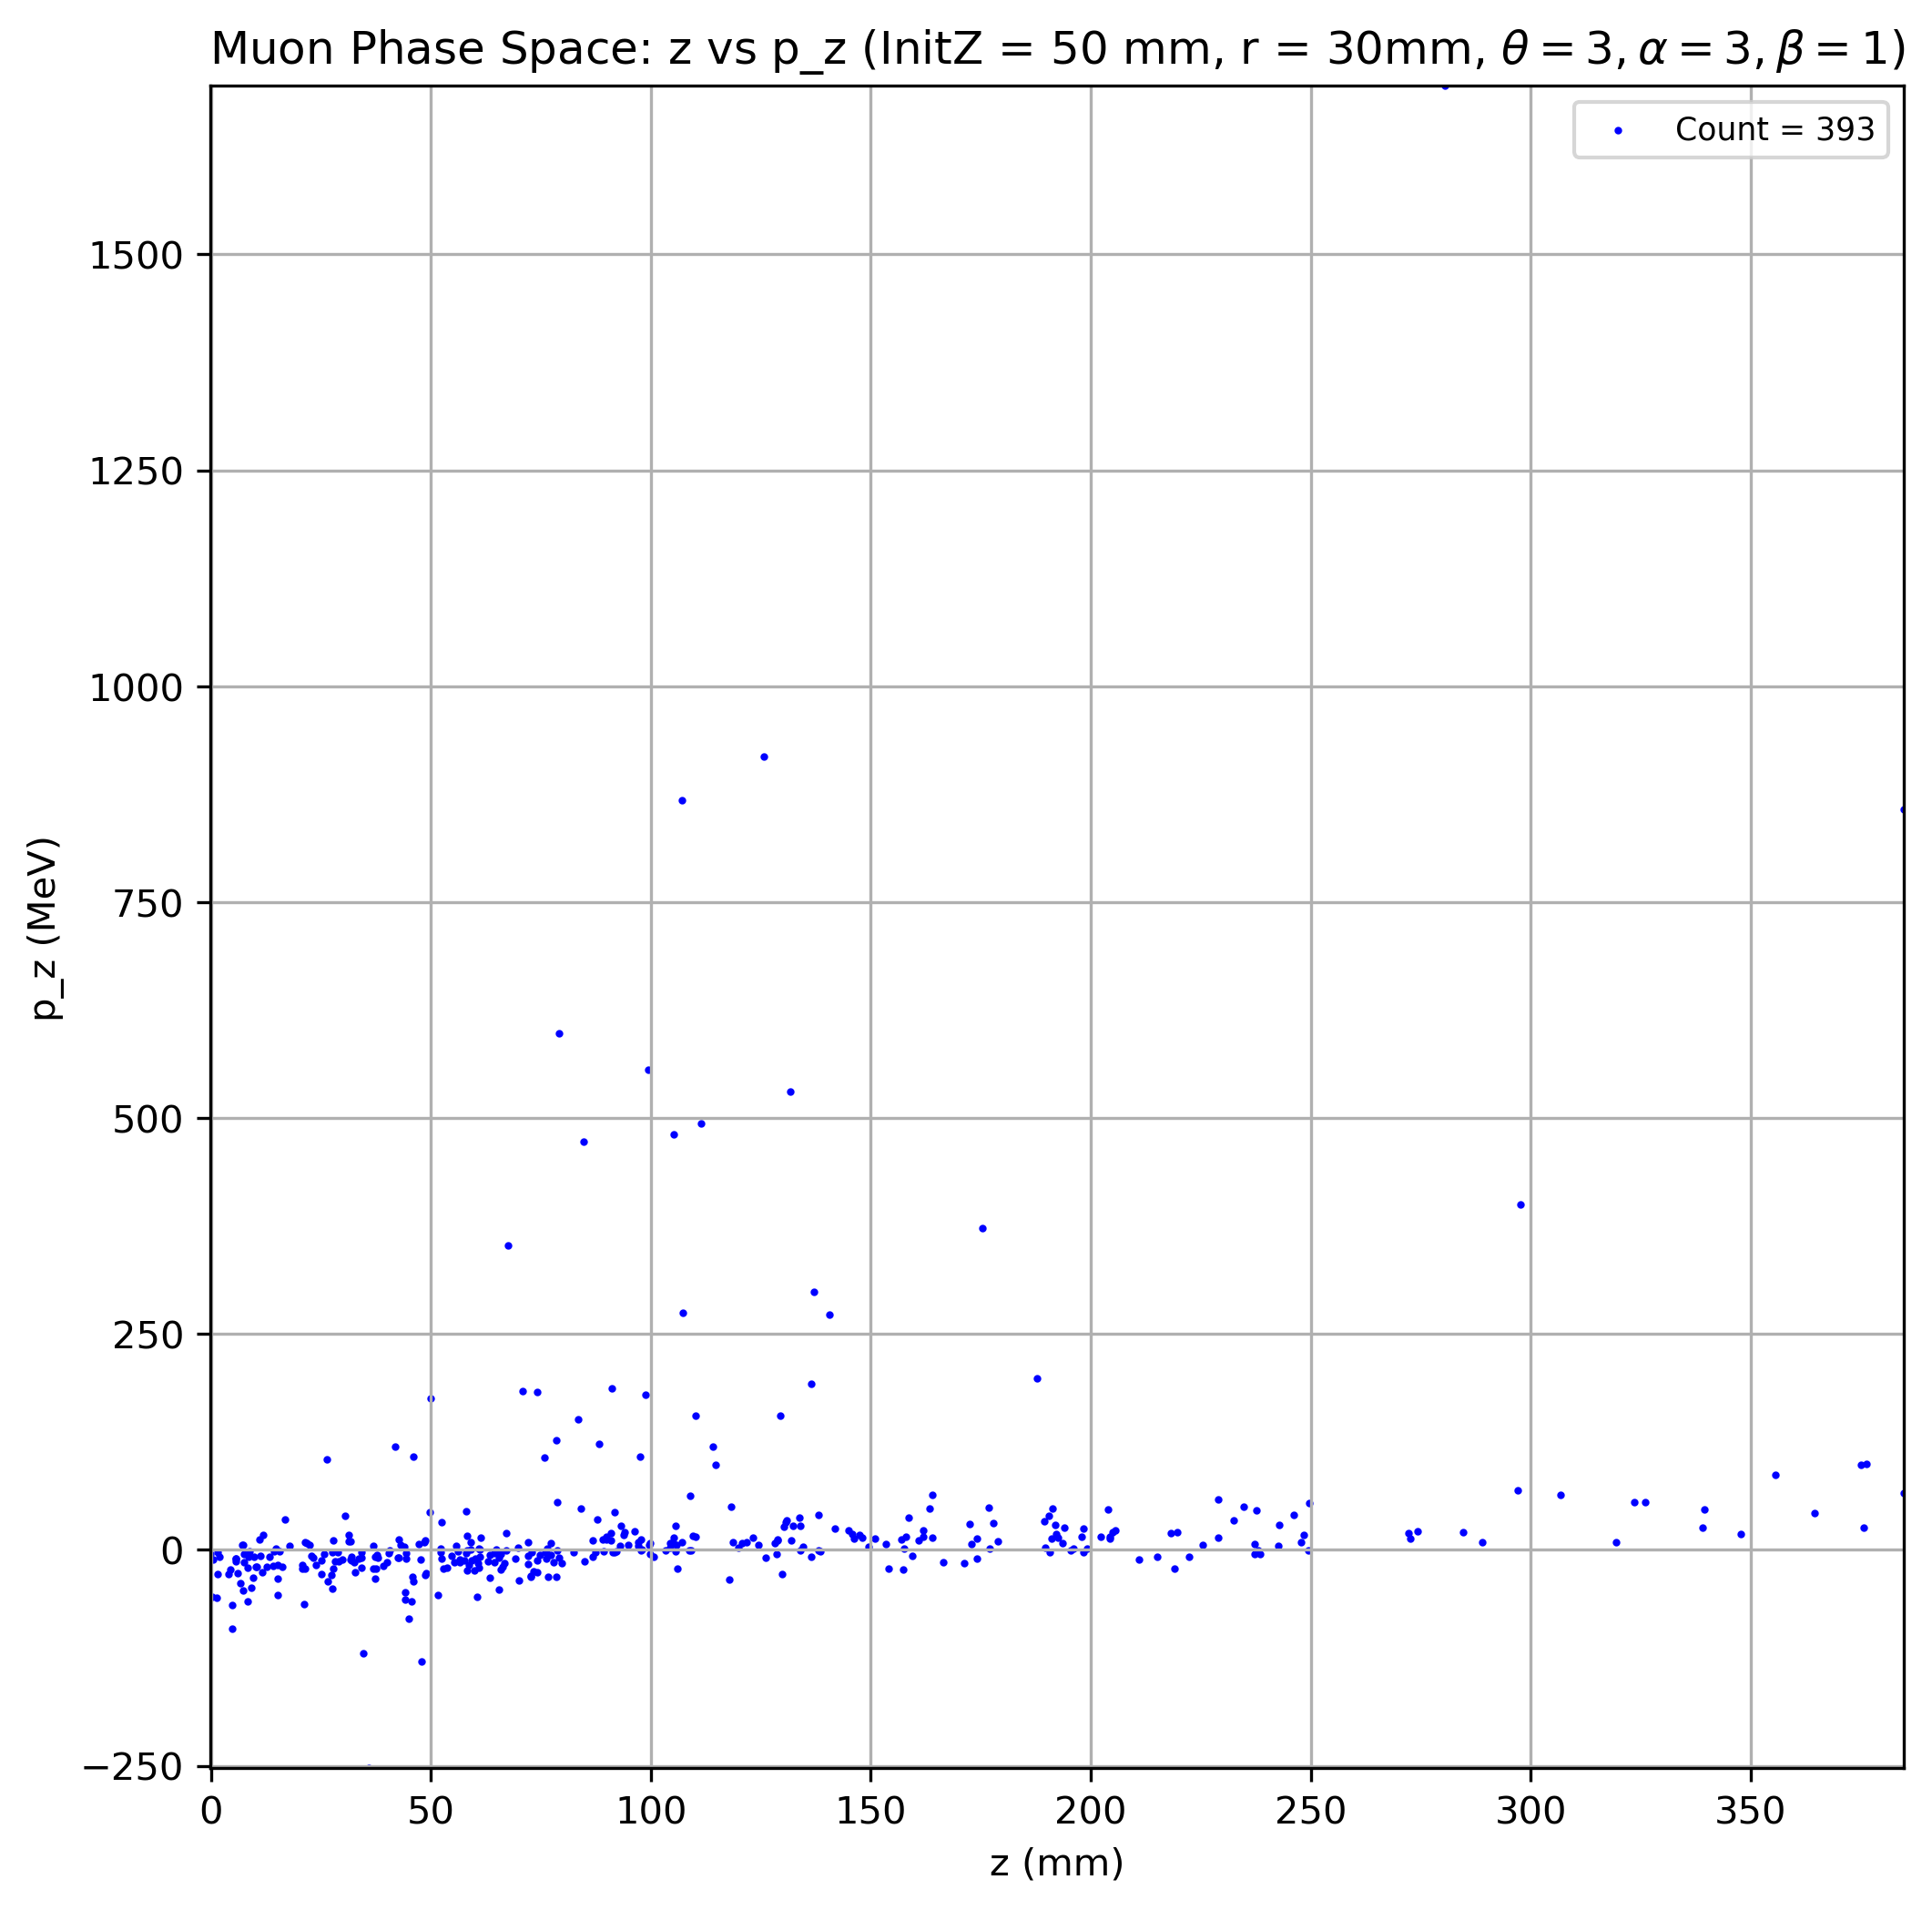 Muon Phase Space: z vs p_z (InitZ = 50 mm, r = 30mm, θ = 3, α = 3, β = 1)
Count = 393
1500
1250
1000
750
500
250
0
−250
p_z (MeV)
0 50 100 150 200 250 300 350
z (mm)